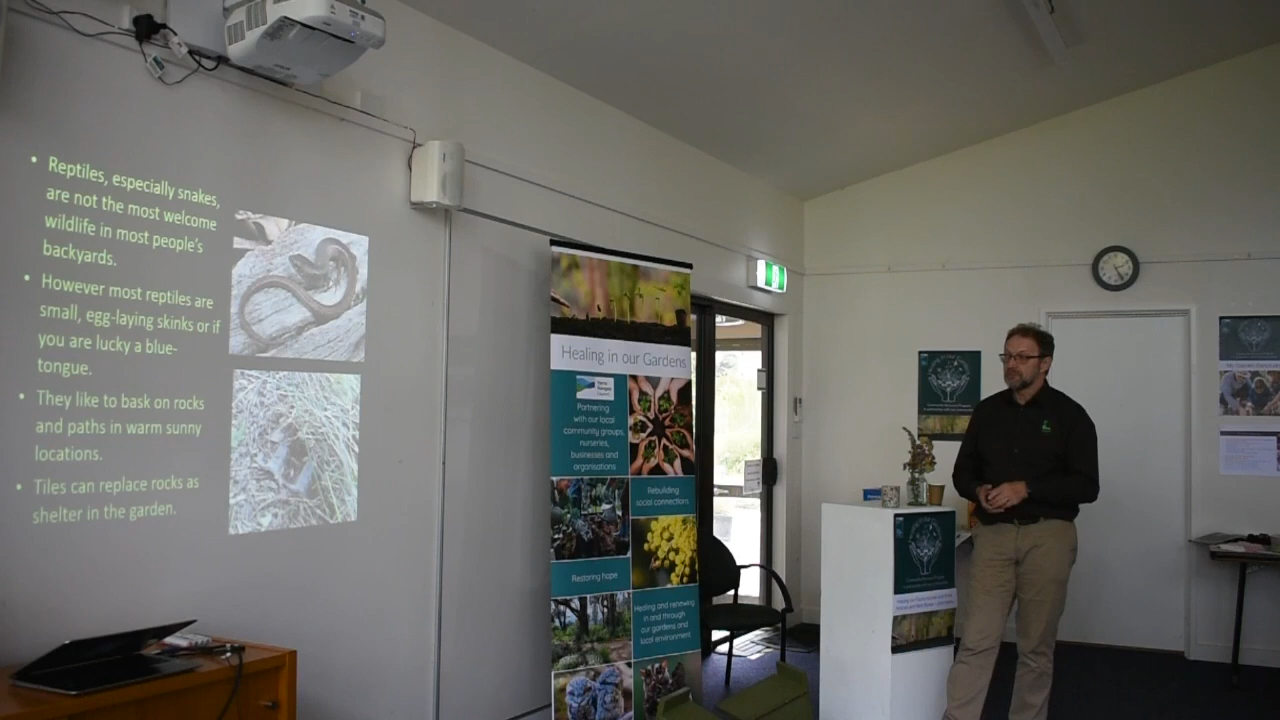 • Reptiles, especially snakes,
are not the most welcome
wildlife in most people's
backyards.
• However most reptiles are
small, egg-laying skinks or if
you are lucky a blue-
tongue.
• They like to bask on rocks
and paths in warm sunny
locations.
• Tiles can replace rocks as
shelter in the garden.
Healing in our Gardens
Partnering
with our local
community groups,
nurseries,
businesses and
organisations
Rebuilding
social connections
Restoring hope
Healing and renewing
in and through
our gardens and
local environment